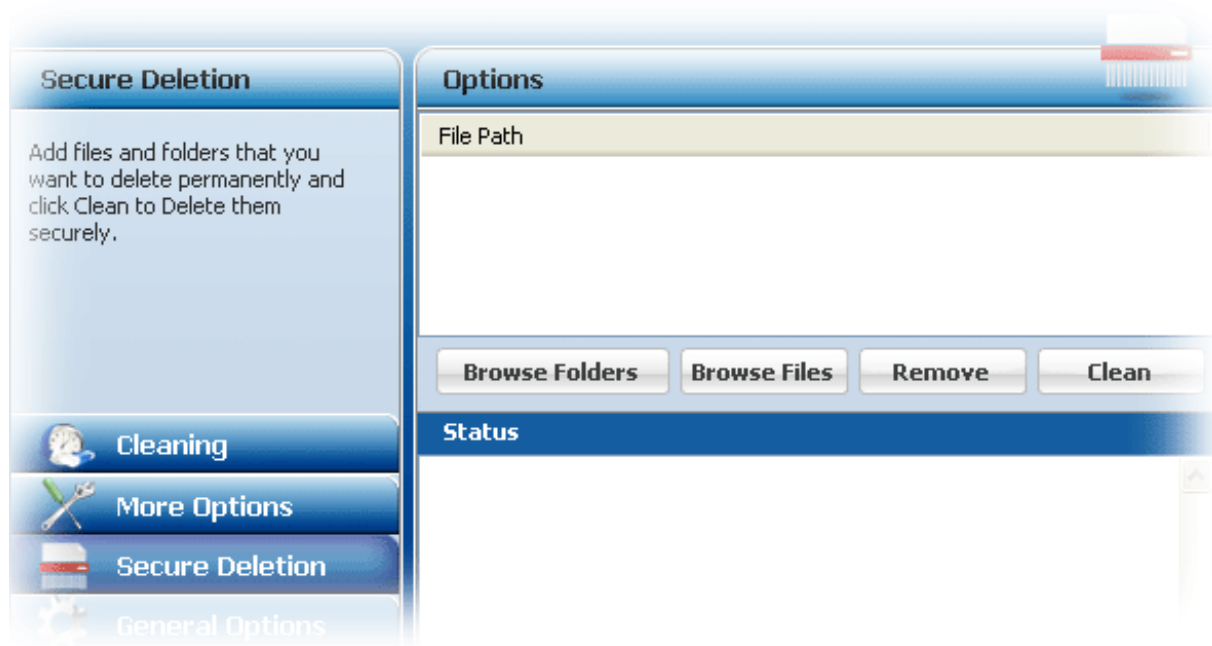 Secure Deletion
Add files and folders that you
want to delete permanently and
click Clean to Delete them
securely.
Cleaning
More Options
Secure Deletion
General Options
Options
File Path
Browse Folders
Browse Files
Remove
Clean
Status